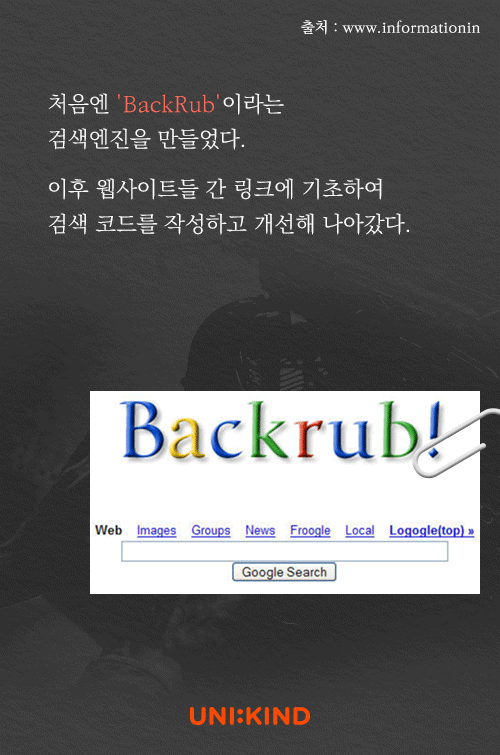 출처 : www.informationin
처음엔 'BackRub'이라는
검색엔진을 만들었다.
이후 웹사이트들 간 링크에 기초하여
검색 코드를 작성하고 개선해 나아갔다.
Backrub!
Web Images Groups News Froogle Local Logogle(top) »
Google Search
UNI:KIND